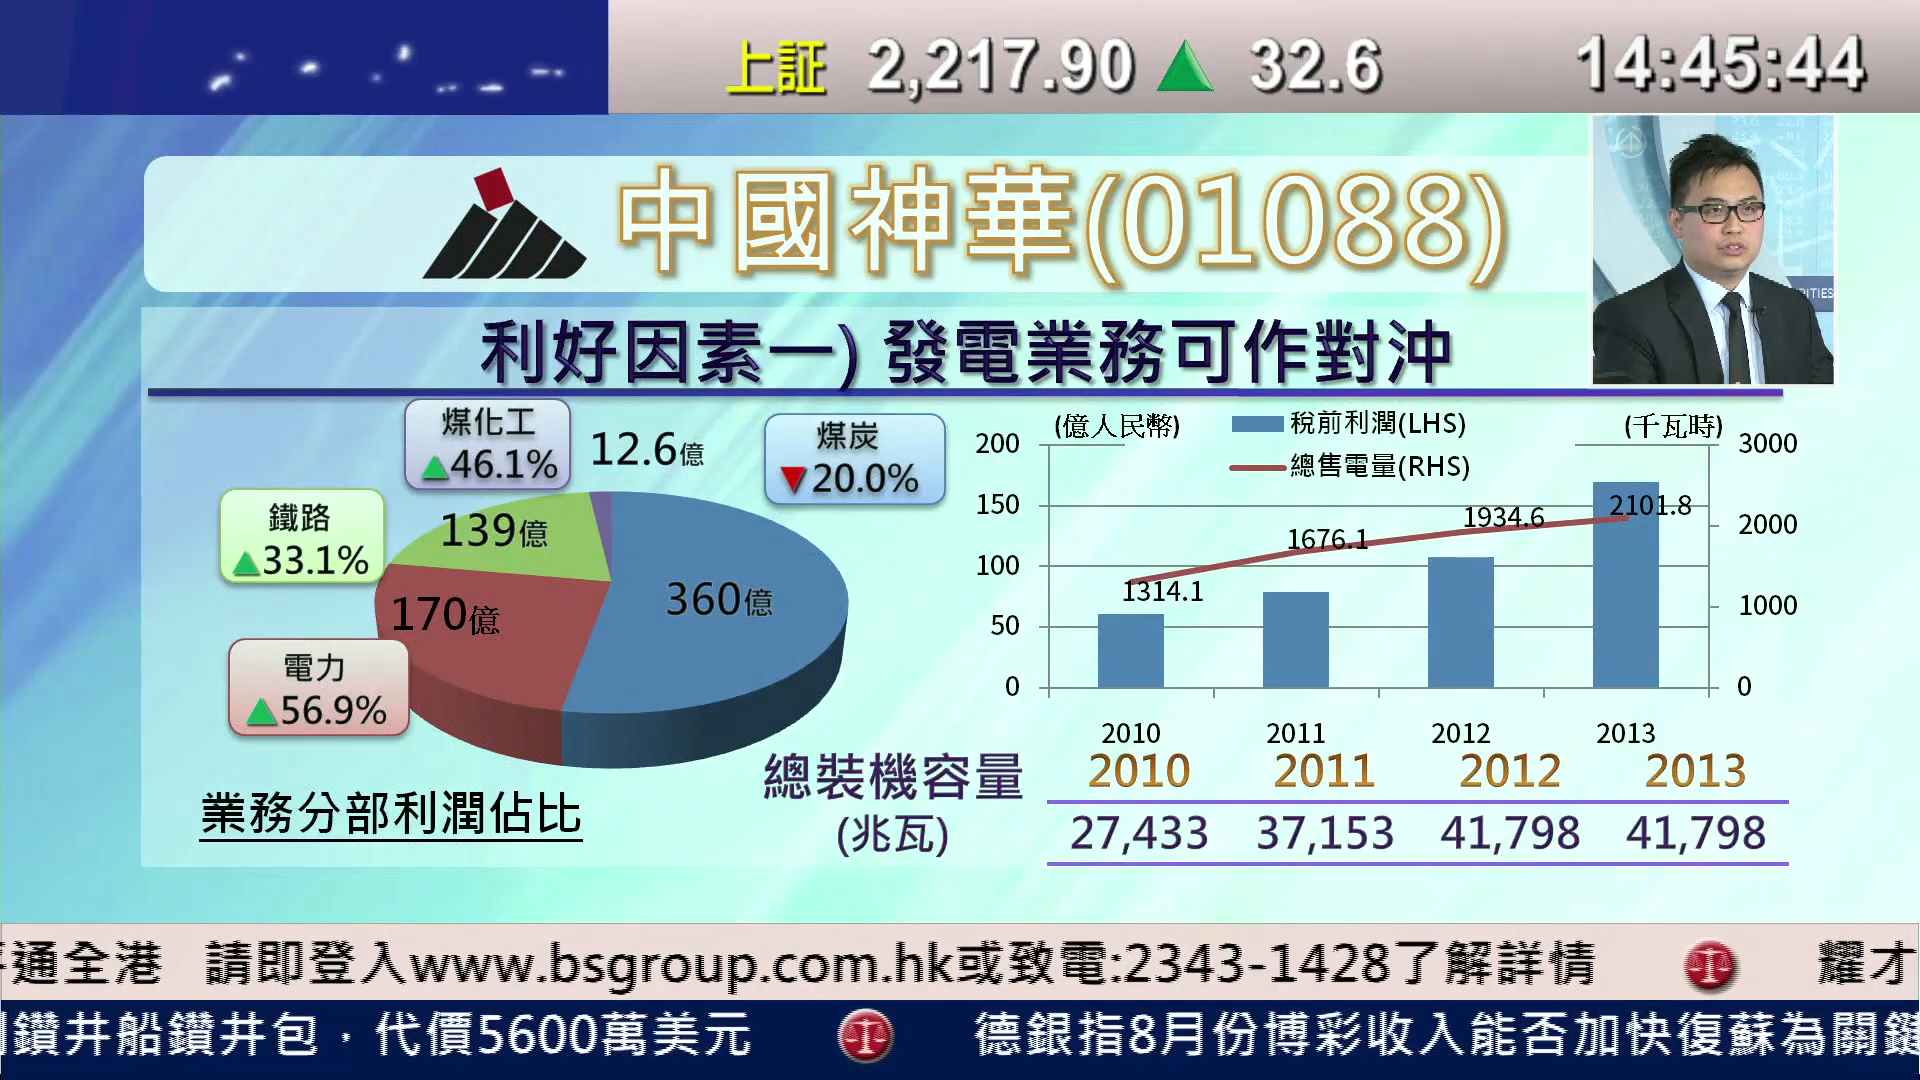 上証 2,217.90 ▲ 32.6 14:45:44
中國神華(01088)
RITIES
利好因素一) 發電業務可作對沖
煤化工
▲46.1%
12.6億
煤炭
▼20.0%
鐵路
▲33.1%
139億
360億
170億
電力
▲56.9%
業務分部利潤佔比
(億人民幣)
稅前利潤(LHS)
(千瓦時)
總售電量(RHS)
200
150
100
50
0
3000
2000
1000
0
1314.1
1676.1
1934.6
2101.8
2010 2011 2012 2013
總裝機容量
(兆瓦)
2010 2011 2012 2013
27,433 37,153 41,798 41,798
通全港 請即登入www.bsgroup.com.hk或致電:2343-1428了解詳情 耀才
鑽井船鑽井包，代價5600萬美元 德銀指8月份博彩收入能否加快復蘇為關鍵